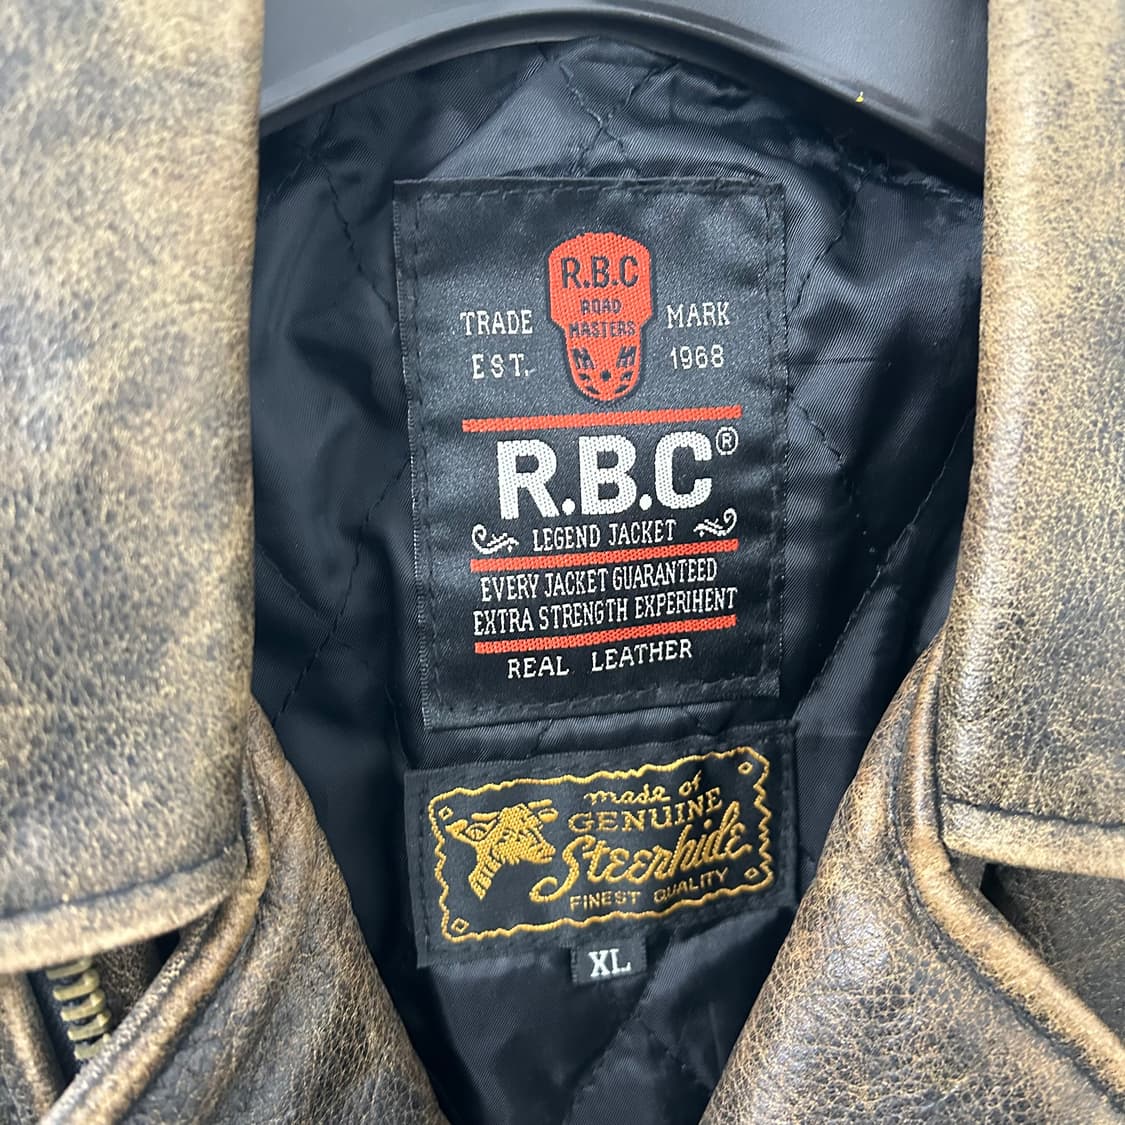 R.B.C
ROAD
MASTERS
TRADE MARK
EST. 1968
R.B.C®
LEGEND JACKET
EVERY JACKET GUARANTEED
EXTRA STRENGTH EXPERIHENT
REAL LEATHER
made of
GENUINE
Steerhide
FINEST QUALITY
XL